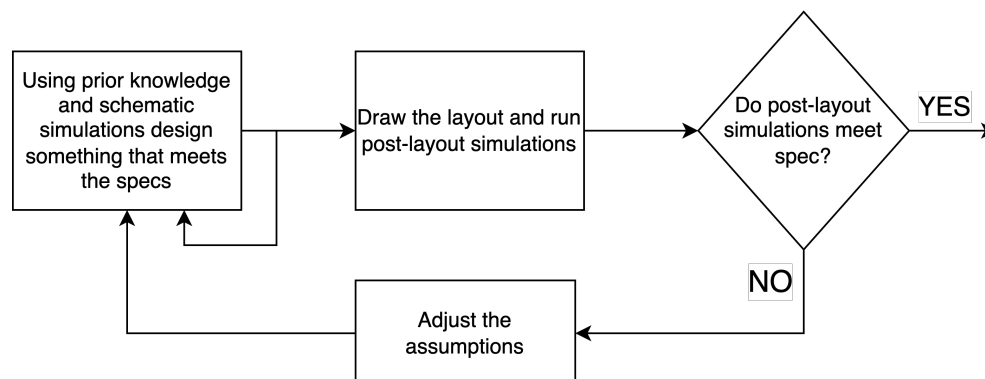 Using prior knowledge
and schematic
simulations design
something that meets
the specs
Draw the layout and run
post-layout simulations
Do post-layout
simulations meet
spec?
YES
NO
Adjust the
assumptions